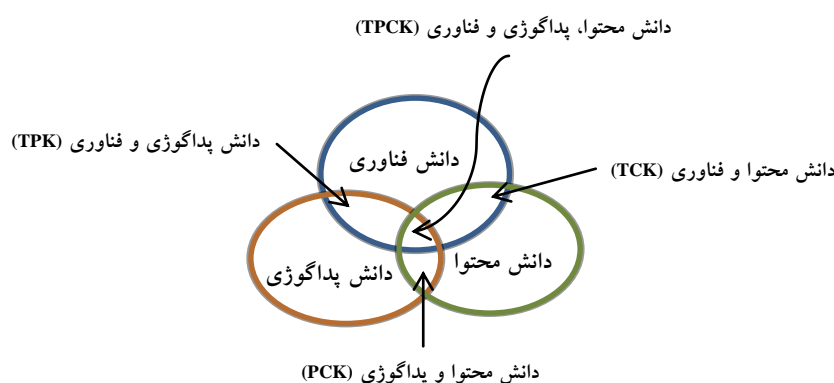 دانش محتوا، پداگوژی و فناوری (TPCK)
دانش پداگوژی و فناوری (TPK)
دانش فناوری
دانش محتوا و فناوری (TCK)
دانش محتوا
دانش پداگوژی
دانش محتوا و پداگوژی (PCK)